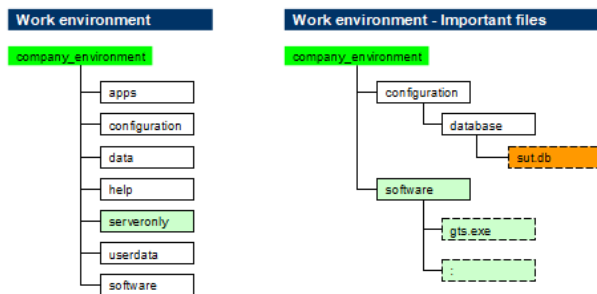 Work environment
company_environment
apps
configuration
data
help
serveronly
userdata
software
Work environment - Important files
company_environment
configuration
database
sut.db
software
gts.exe
: